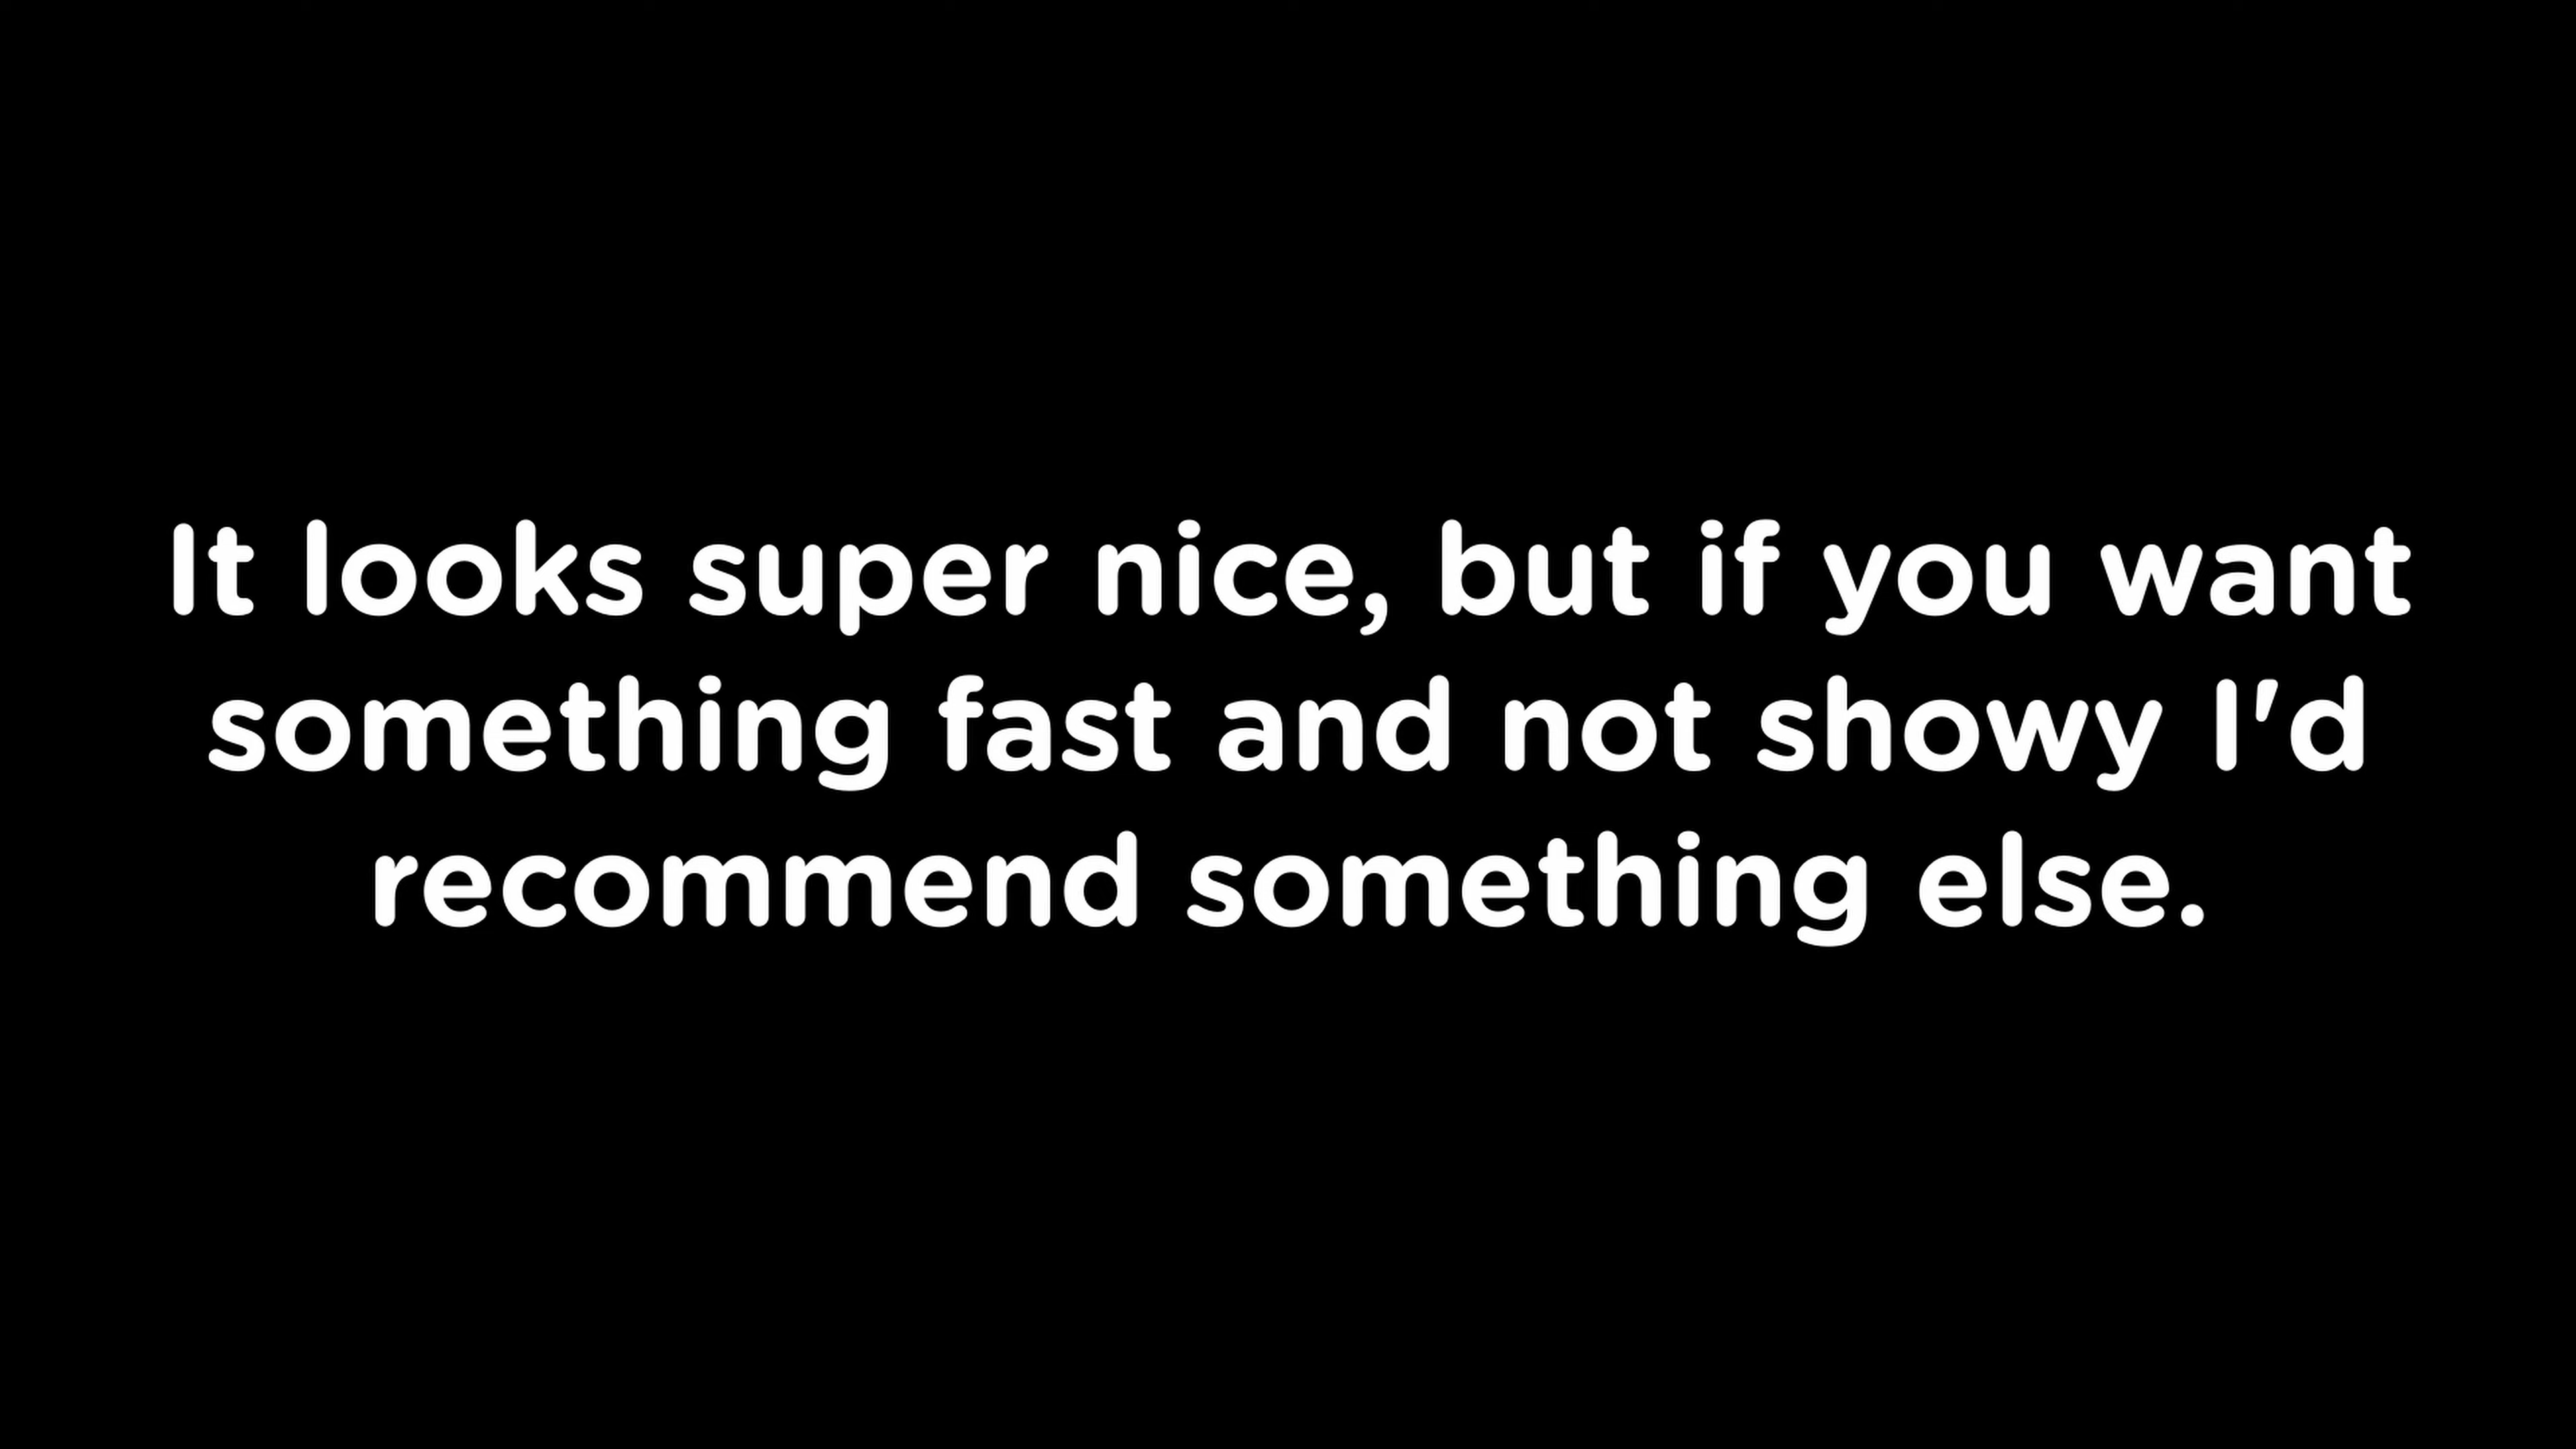 It looks super nice, but if you want
something fast and not showy I'd
recommend something else.